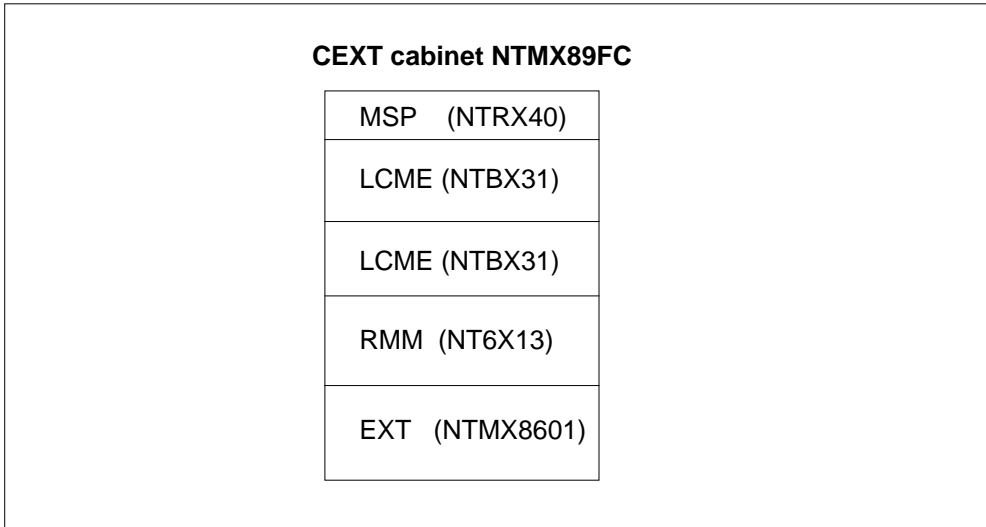 CEXT cabinet NTMX89FC
MSP (NTRX40)
LCME (NTBX31)
LCME (NTBX31)
RMM (NT6X13)
EXT (NTMX8601)